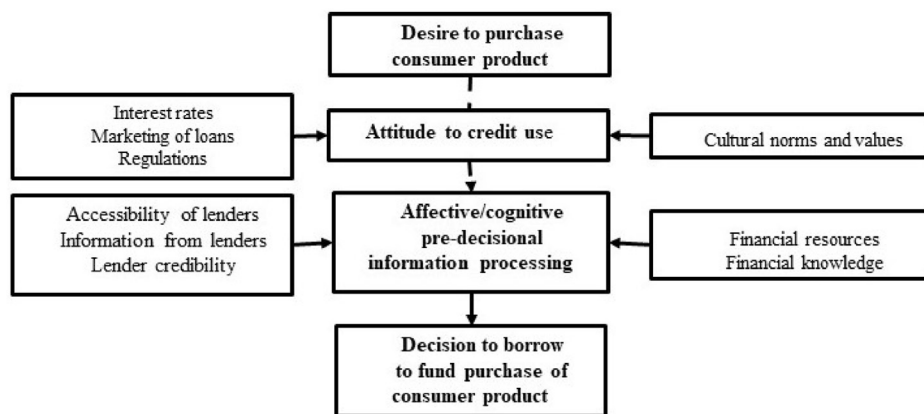 Desire to purchase
consumer product
Interest rates
Marketing of loans
Regulations
Attitude to credit use
Cultural norms and values
Accessibility of lenders
Information from lenders
Lender credibility
Affective/cognitive
pre-decisional
information processing
Financial resources
Financial knowledge
Decision to borrow
to fund purchase of
consumer product